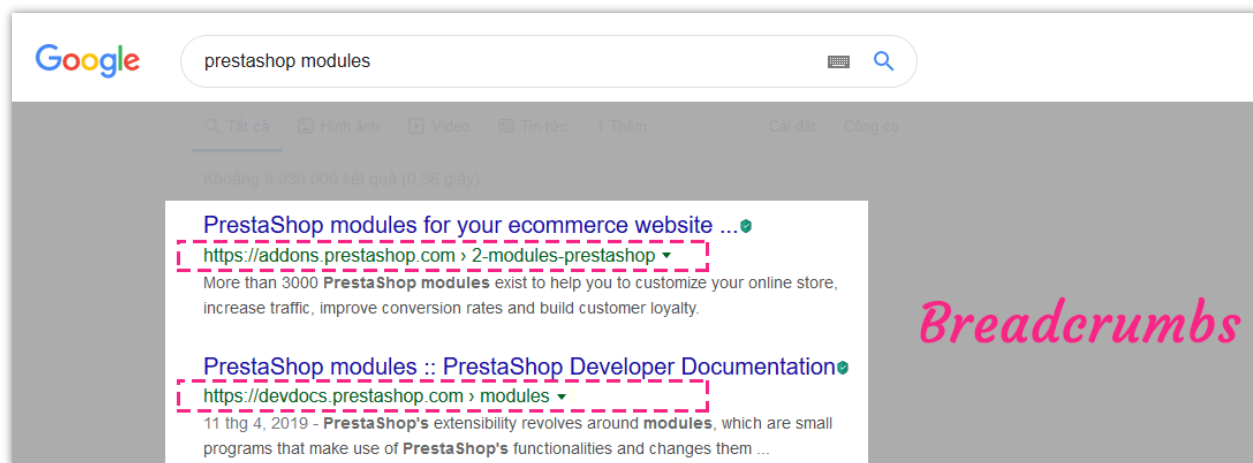 Google
prestashop modules
Tất cả Hình ảnh Video Tin tức Thêm Cài đặt Công cụ
Khoảng 8.930.000 kết quả (0,36 giây)
PrestaShop modules for your ecommerce website ...
https://addons.prestashop.com › 2-modules-prestashop
More than 3000 PrestaShop modules exist to help you to customize your online store,
increase traffic, improve conversion rates and build customer loyalty.
Breadcrumbs
PrestaShop modules :: PrestaShop Developer Documentation
https://devdocs.prestashop.com › modules
11 thg 4, 2019 - PrestaShop's extensibility revolves around modules, which are small
programs that make use of PrestaShop's functionalities and changes them ...